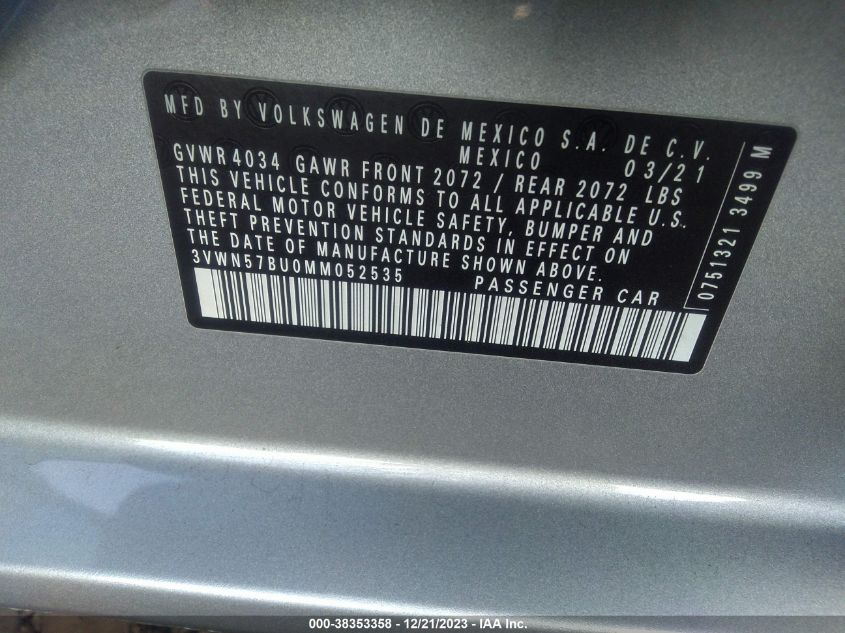 MFD BY VOLKSWAGEN DE MEXICO S.A. DE C.V.
MEXICO 03/21
GVWR 4034 GAWR FRONT 2072 / REAR 2072 LBS
THIS VEHICLE CONFORMS TO ALL APPLICABLE U.S.
FEDERAL MOTOR VEHICLE SAFETY, BUMPER AND
THEFT PREVENTION STANDARDS IN EFFECT ON
THE DATE OF MANUFACTURE SHOWN ABOVE.
3VWN57BU0MM052535 PASSENGER CAR
0751321 3499 M
000 - 38353358 - 12/21/2023 - IAA Inc.